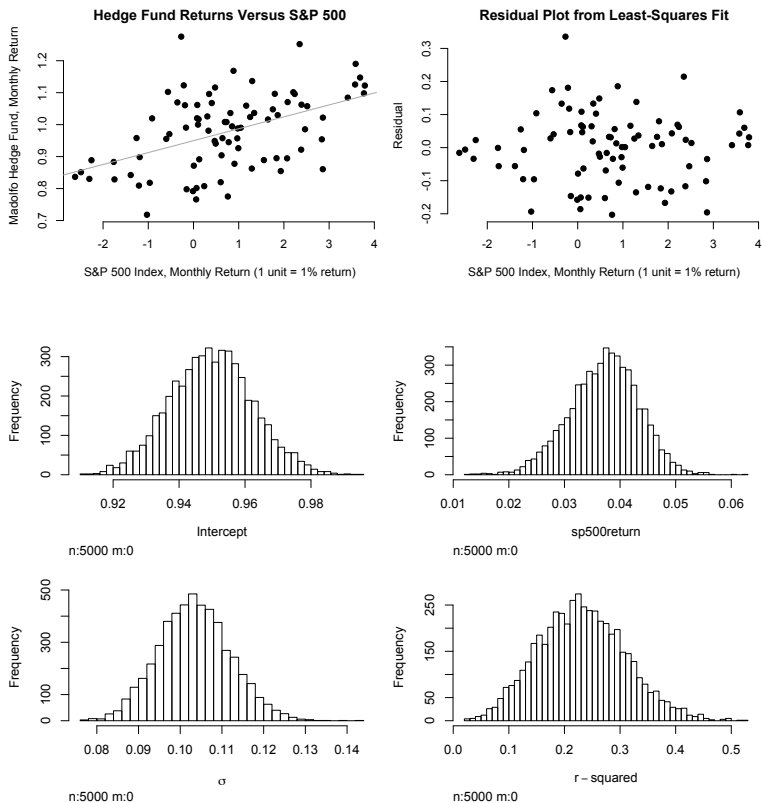 Hedge Fund Returns Versus S&P 500
Madolfo Hedge Fund, Monthly Return
0.7 0.8 0.9 1.0 1.1 1.2
-2 -1 0 1 2 3 4
S&P 500 Index, Monthly Return (1 unit = 1% return)
Residual Plot from Least-Squares Fit
Residual
-0.2 -0.1 0.0 0.1 0.2 0.3
-2 -1 0 1 2 3 4
S&P 500 Index, Monthly Return (1 unit = 1% return)
Frequency
0 100 200 300
0.92 0.94 0.96 0.98
Intercept
n:5000 m:0
Frequency
0 100 200 300
0.01 0.02 0.03 0.04 0.05 0.06
sp500return
n:5000 m:0
Frequency
0 100 300 500
0.08 0.09 0.10 0.11 0.12 0.13 0.14
σ
n:5000 m:0
Frequency
0 50 150 250
0.0 0.1 0.2 0.3 0.4 0.5
r − squared
n:5000 m:0